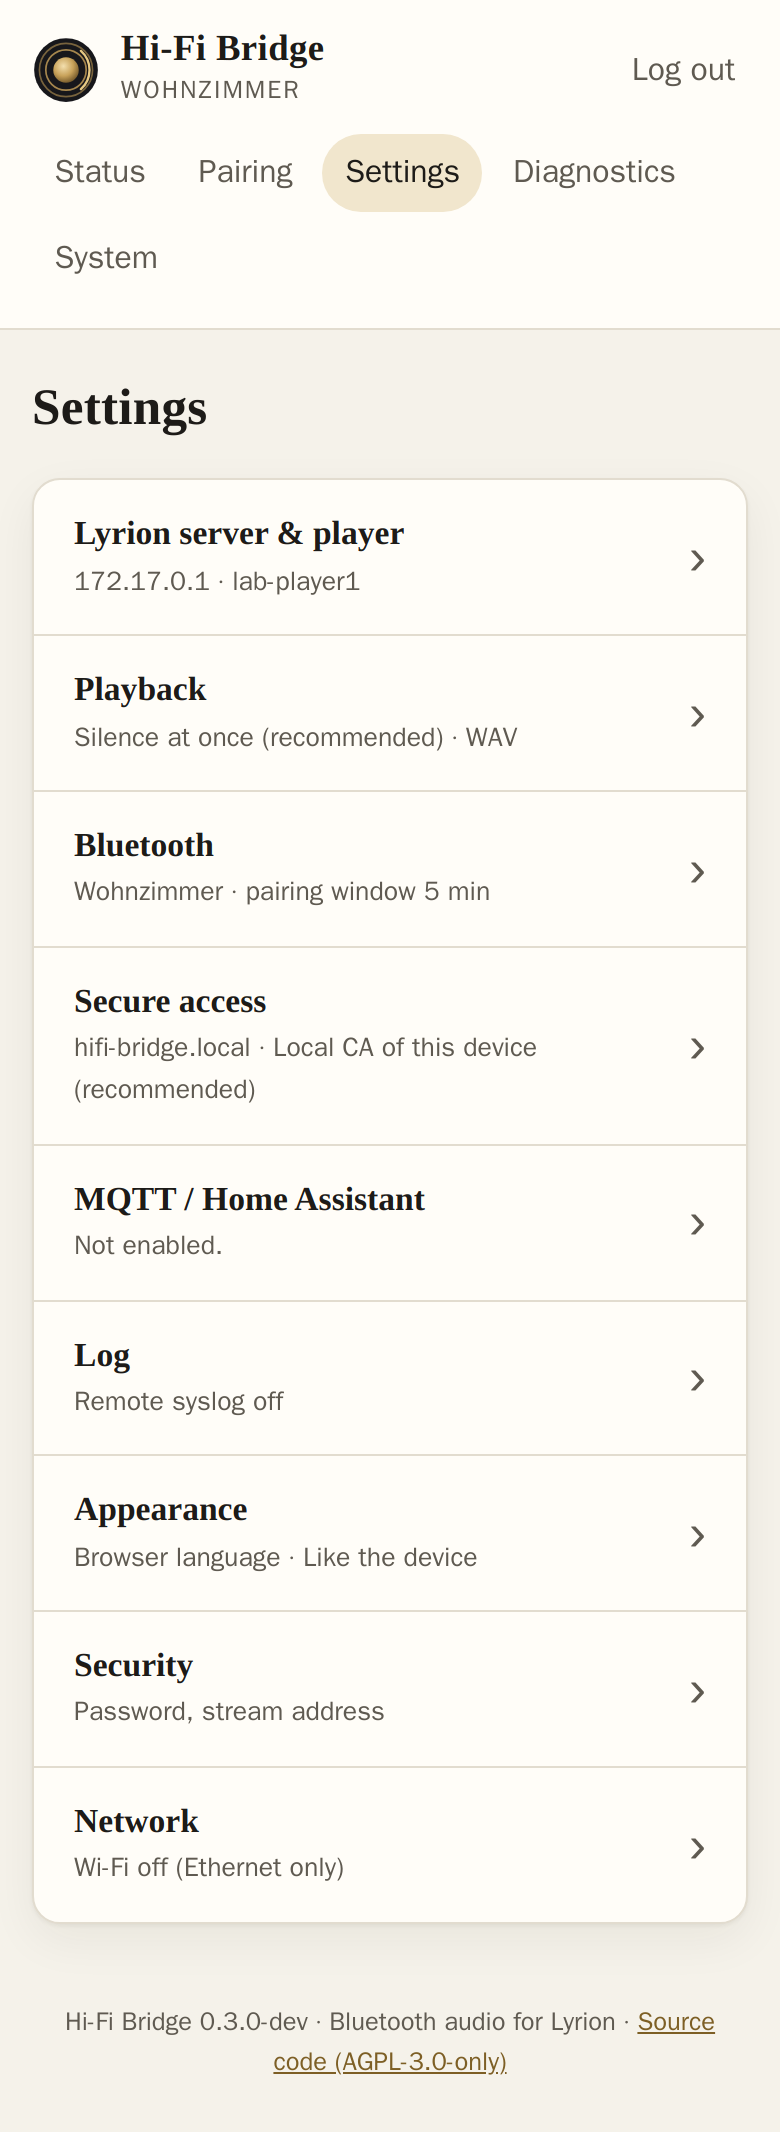 Hi-Fi Bridge
WOHNZIMMER
Log out
Status
Pairing
Settings
Diagnostics
System
Settings
Lyrion server & player
172.17.0.1 · lab-player1
Playback
Silence at once (recommended) · WAV
Bluetooth
Wohnzimmer · pairing window 5 min
Secure access
hifi-bridge.local · Local CA of this device
(recommended)
MQTT / Home Assistant
Not enabled.
Log
Remote syslog off
Appearance
Browser language · Like the device
Security
Password, stream address
Network
Wi-Fi off (Ethernet only)
Hi-Fi Bridge 0.3.0-dev · Bluetooth audio for Lyrion · Source
code (AGPL-3.0-only)